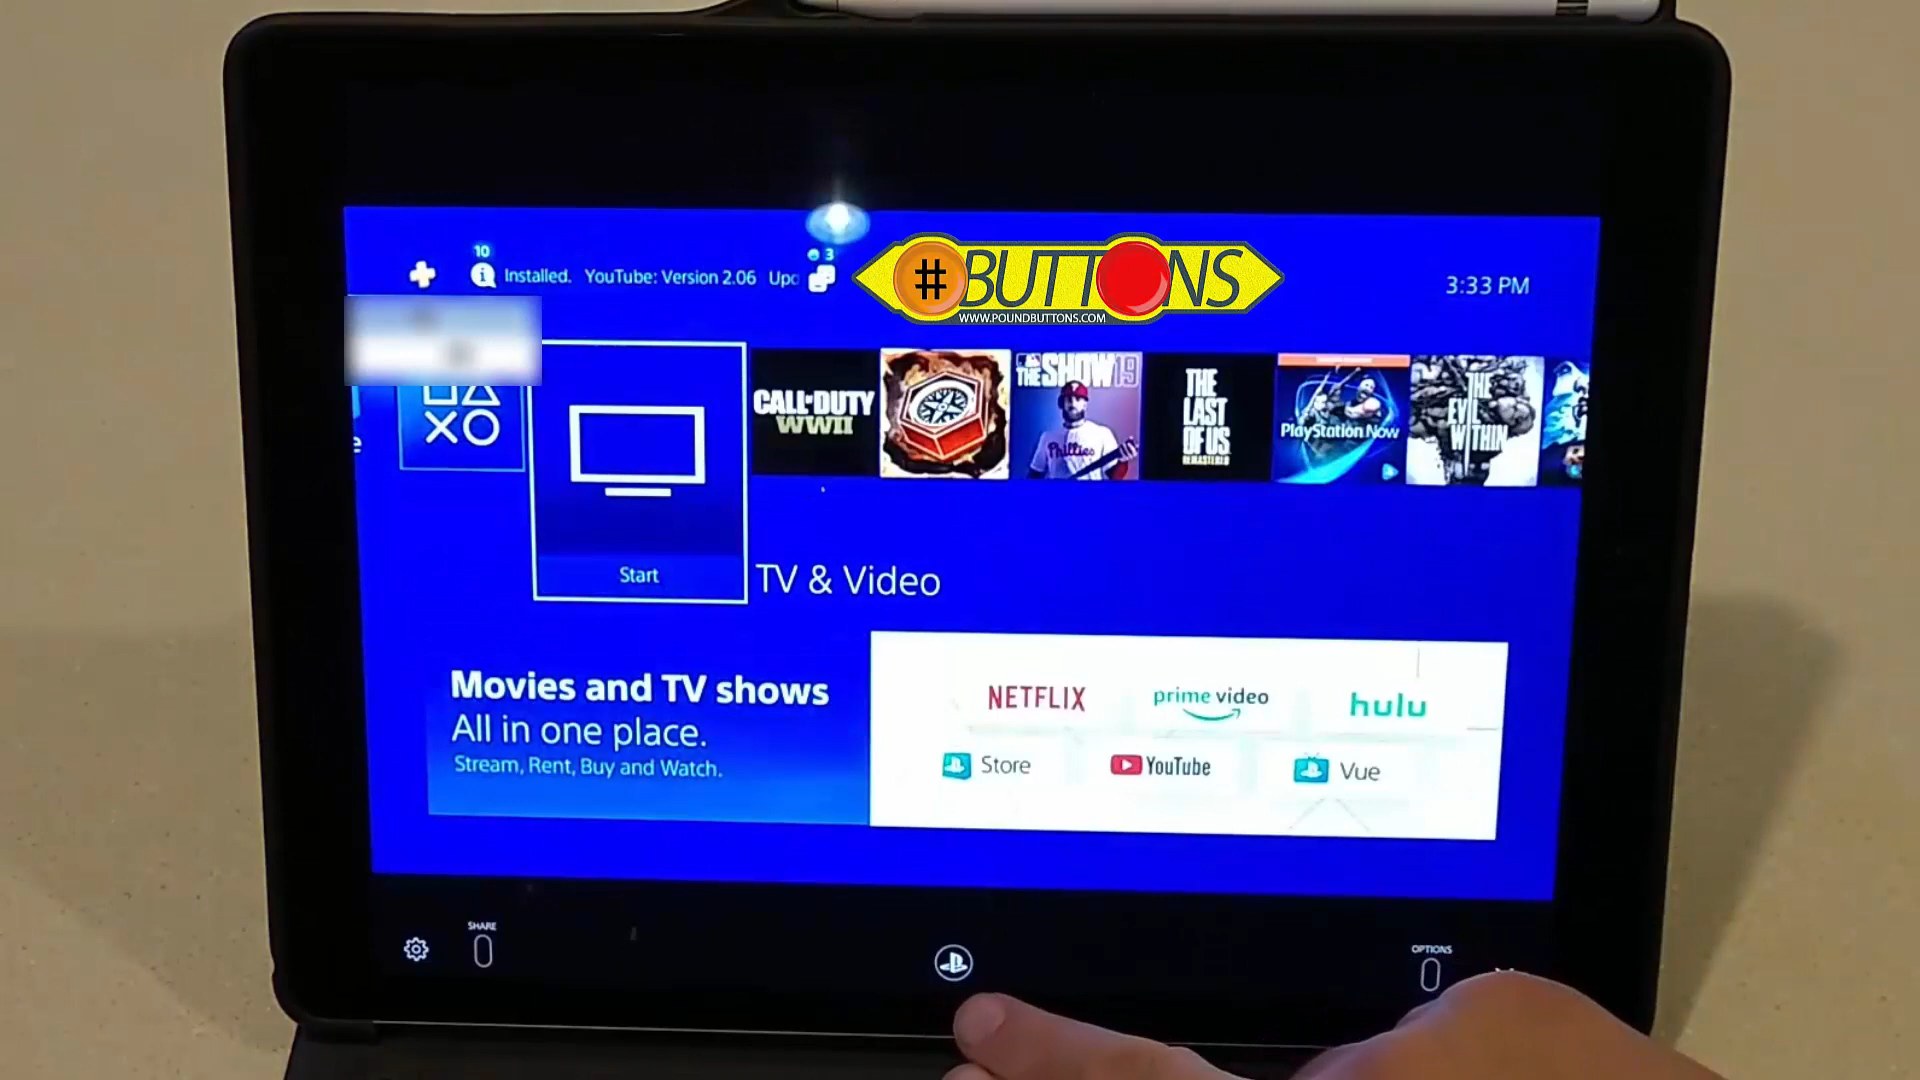 10
3
Installed. YouTube: Version 2.06
#BUTTONS
WWW.POUNDBUTTONS.COM
3:33 PM
CALL OF DUTY
WWII
MLB
THE SHOW 19
Phillies
THE
LAST
OF US
REMASTERED
PlayStation Now
THE
EVIL
WITHIN
e
Start
TV & Video
Movies and TV shows
All in one place.
Stream, Rent, Buy and Watch.
NETFLIX
prime video
hulu
Store
YouTube
Vue
SHARE
OPTIONS